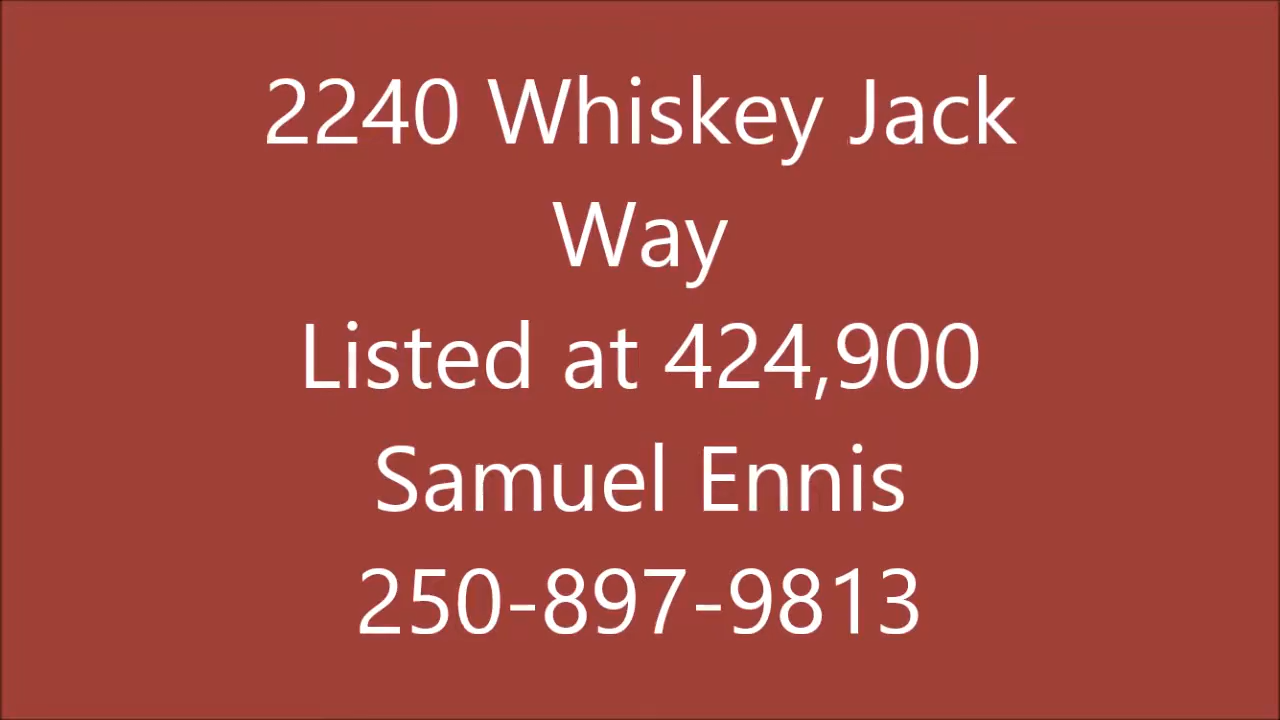 2240 Whiskey Jack
Way
Listed at 424,900
Samuel Ennis
250-897-9813